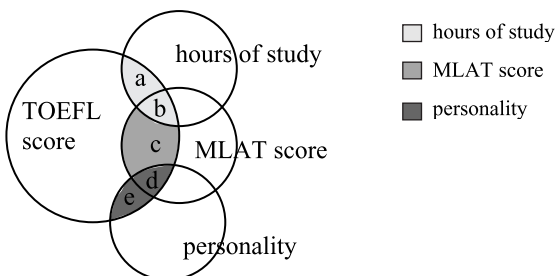 hours of study
a
b
TOEFL
score
c
MLAT score
d
e
personality
hours of study
MLAT score
personality